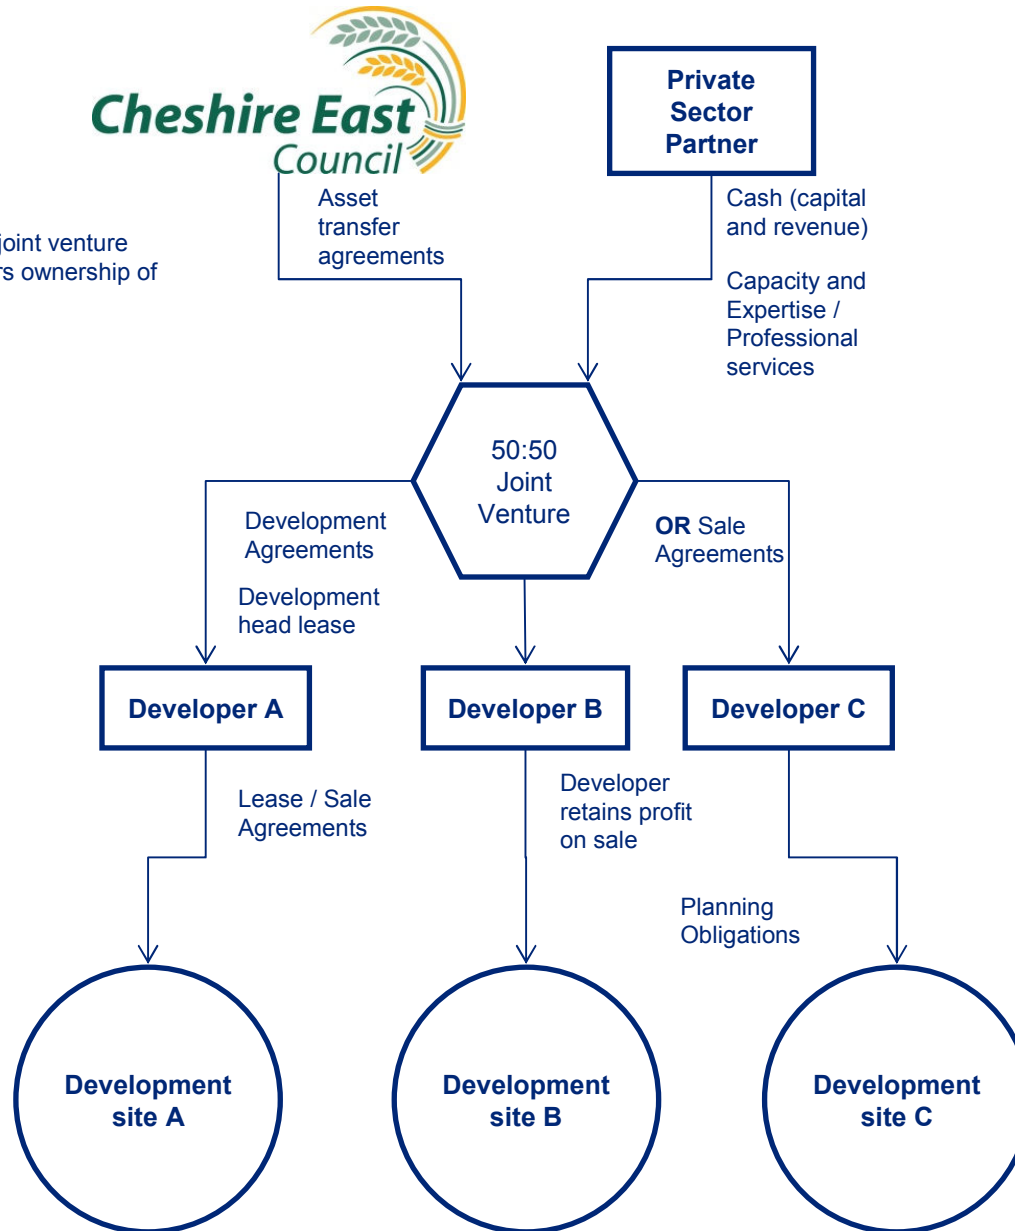 Cheshire East
Council
Private
Sector
Partner
Asset
transfer
agreements
Cash (capital
and revenue)
joint venture
rs ownership of
Capacity and
Expertise /
Professional
services
50:50
Joint
Venture
Development
Agreements
OR Sale
Agreements
Development
head lease
Developer A
Developer B
Developer C
Lease / Sale
Agreements
Developer
retains profit
on sale
Planning
Obligations
Development
site A
Development
site B
Development
site C